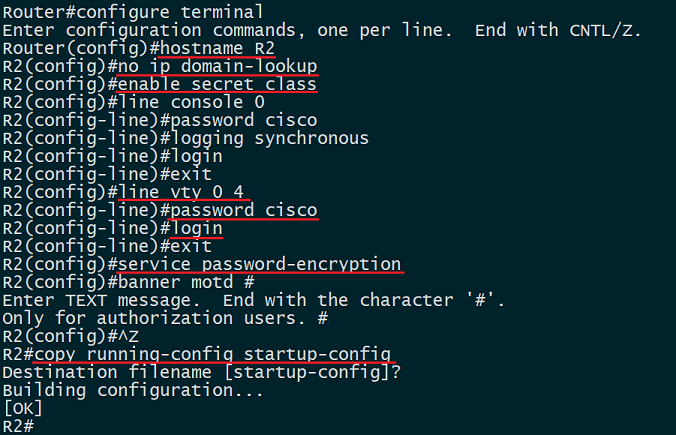 Router#configure terminal
Enter configuration commands, one per line.  End with CNTL/Z.
Router(config)#hostname R2
R2(config)#no ip domain-lookup
R2(config)#enable secret class
R2(config)#line console 0
R2(config-line)#password cisco
R2(config-line)#logging synchronous
R2(config-line)#login
R2(config-line)#exit
R2(config)#line vty 0 4
R2(config-line)#password cisco
R2(config-line)#login
R2(config-line)#exit
R2(config)#service password-encryption
R2(config)#banner motd #
Enter TEXT message.  End with the character '#'.
Only for authorization users. #
R2(config)#^Z
R2#copy running-config startup-config
Destination filename [startup-config]?
Building configuration...
[OK]
R2#